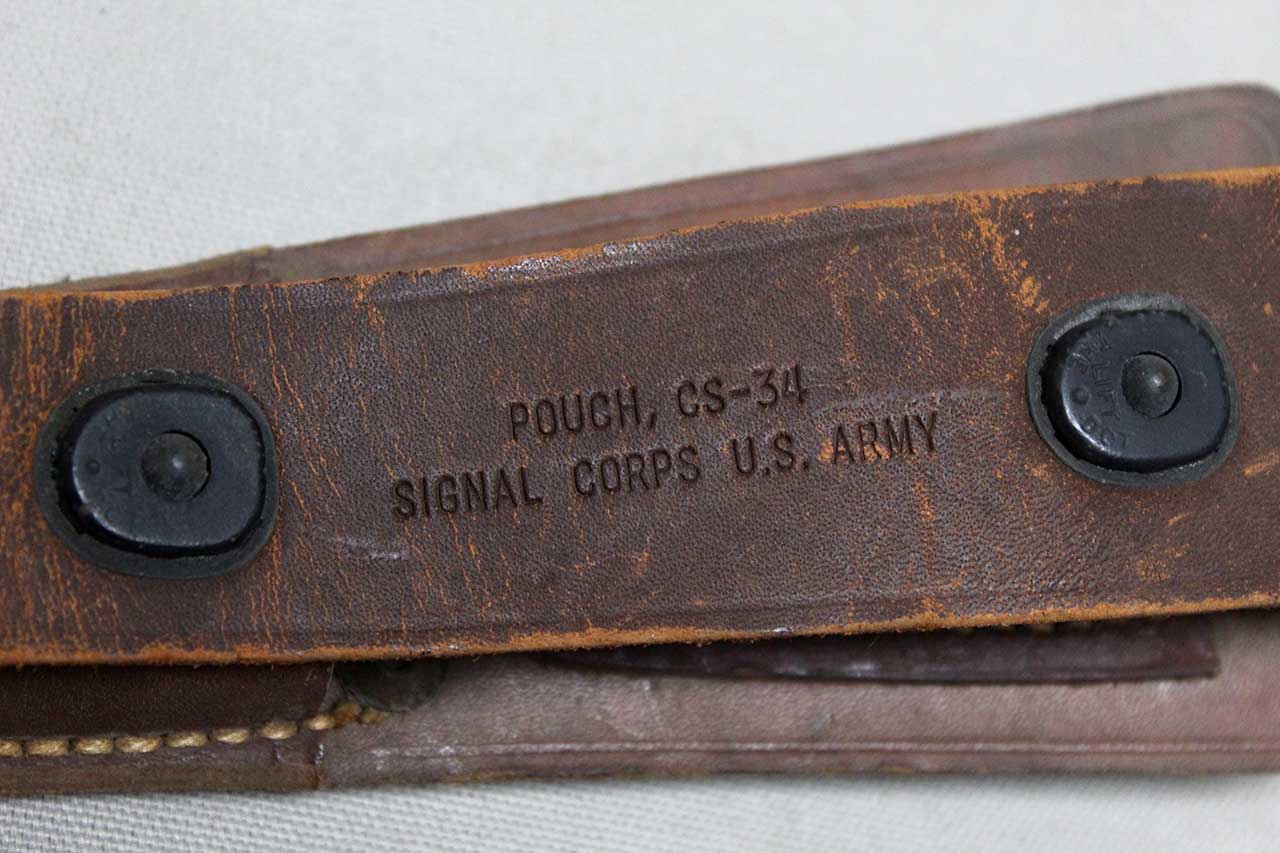 POUCH, CS-34
SIGNAL CORPS U.S. ARMY